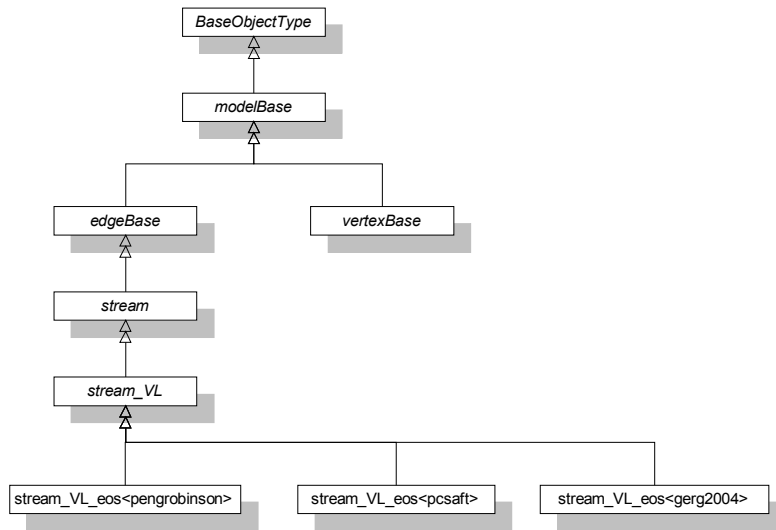 BaseObjectType
modelBase
edgeBase
vertexBase
stream
stream_VL
stream_VL_eos<pengrobinson>
stream_VL_eos<pcsaft>
stream_VL_eos<gerg2004>